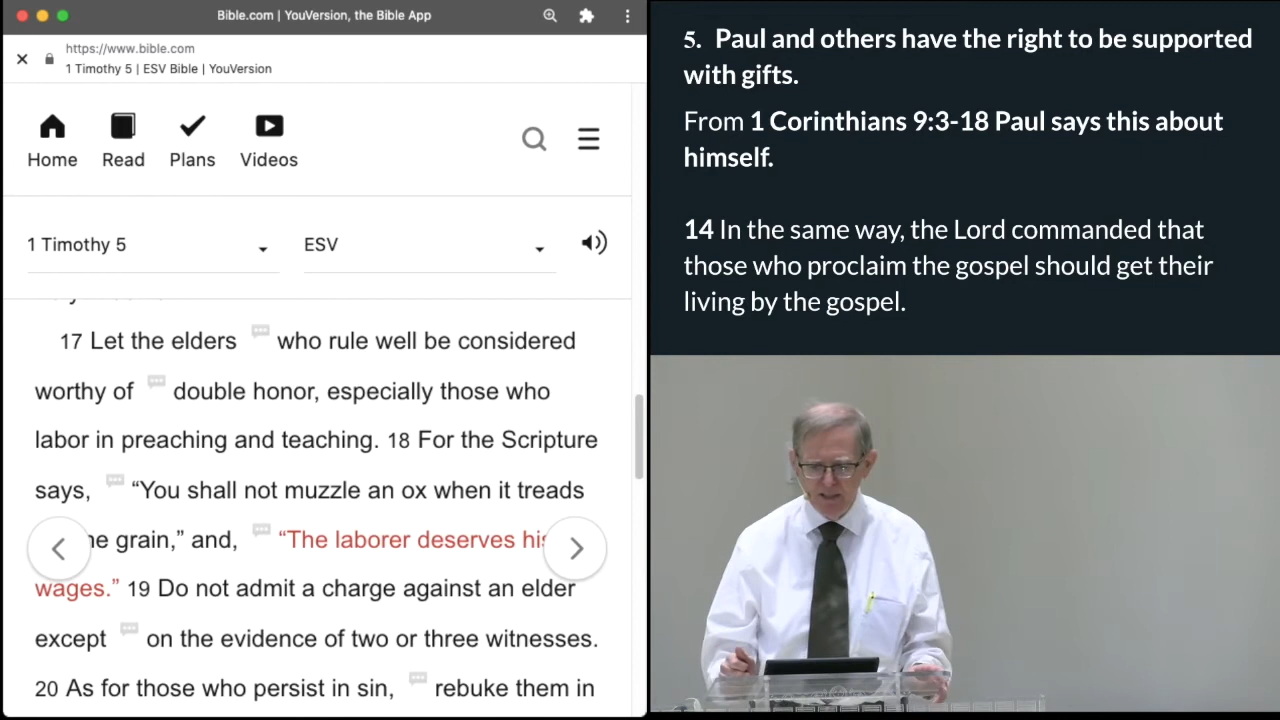 Bible.com | YouVersion, the Bible App
https://www.bible.com
1 Timothy 5 | ESV Bible | YouVersion
Home Read Plans Videos
1 Timothy 5 ESV
17 Let the elders who rule well be considered
worthy of double honor, especially those who
labor in preaching and teaching. 18 For the Scripture
says, “You shall not muzzle an ox when it treads
he grain,” and, “The laborer deserves his
wages.” 19 Do not admit a charge against an elder
except on the evidence of two or three witnesses.
20 As for those who persist in sin, rebuke them in
5. Paul and others have the right to be supported
with gifts.
From 1 Corinthians 9:3-18 Paul says this about
himself.
14 In the same way, the Lord commanded that
those who proclaim the gospel should get their
living by the gospel.